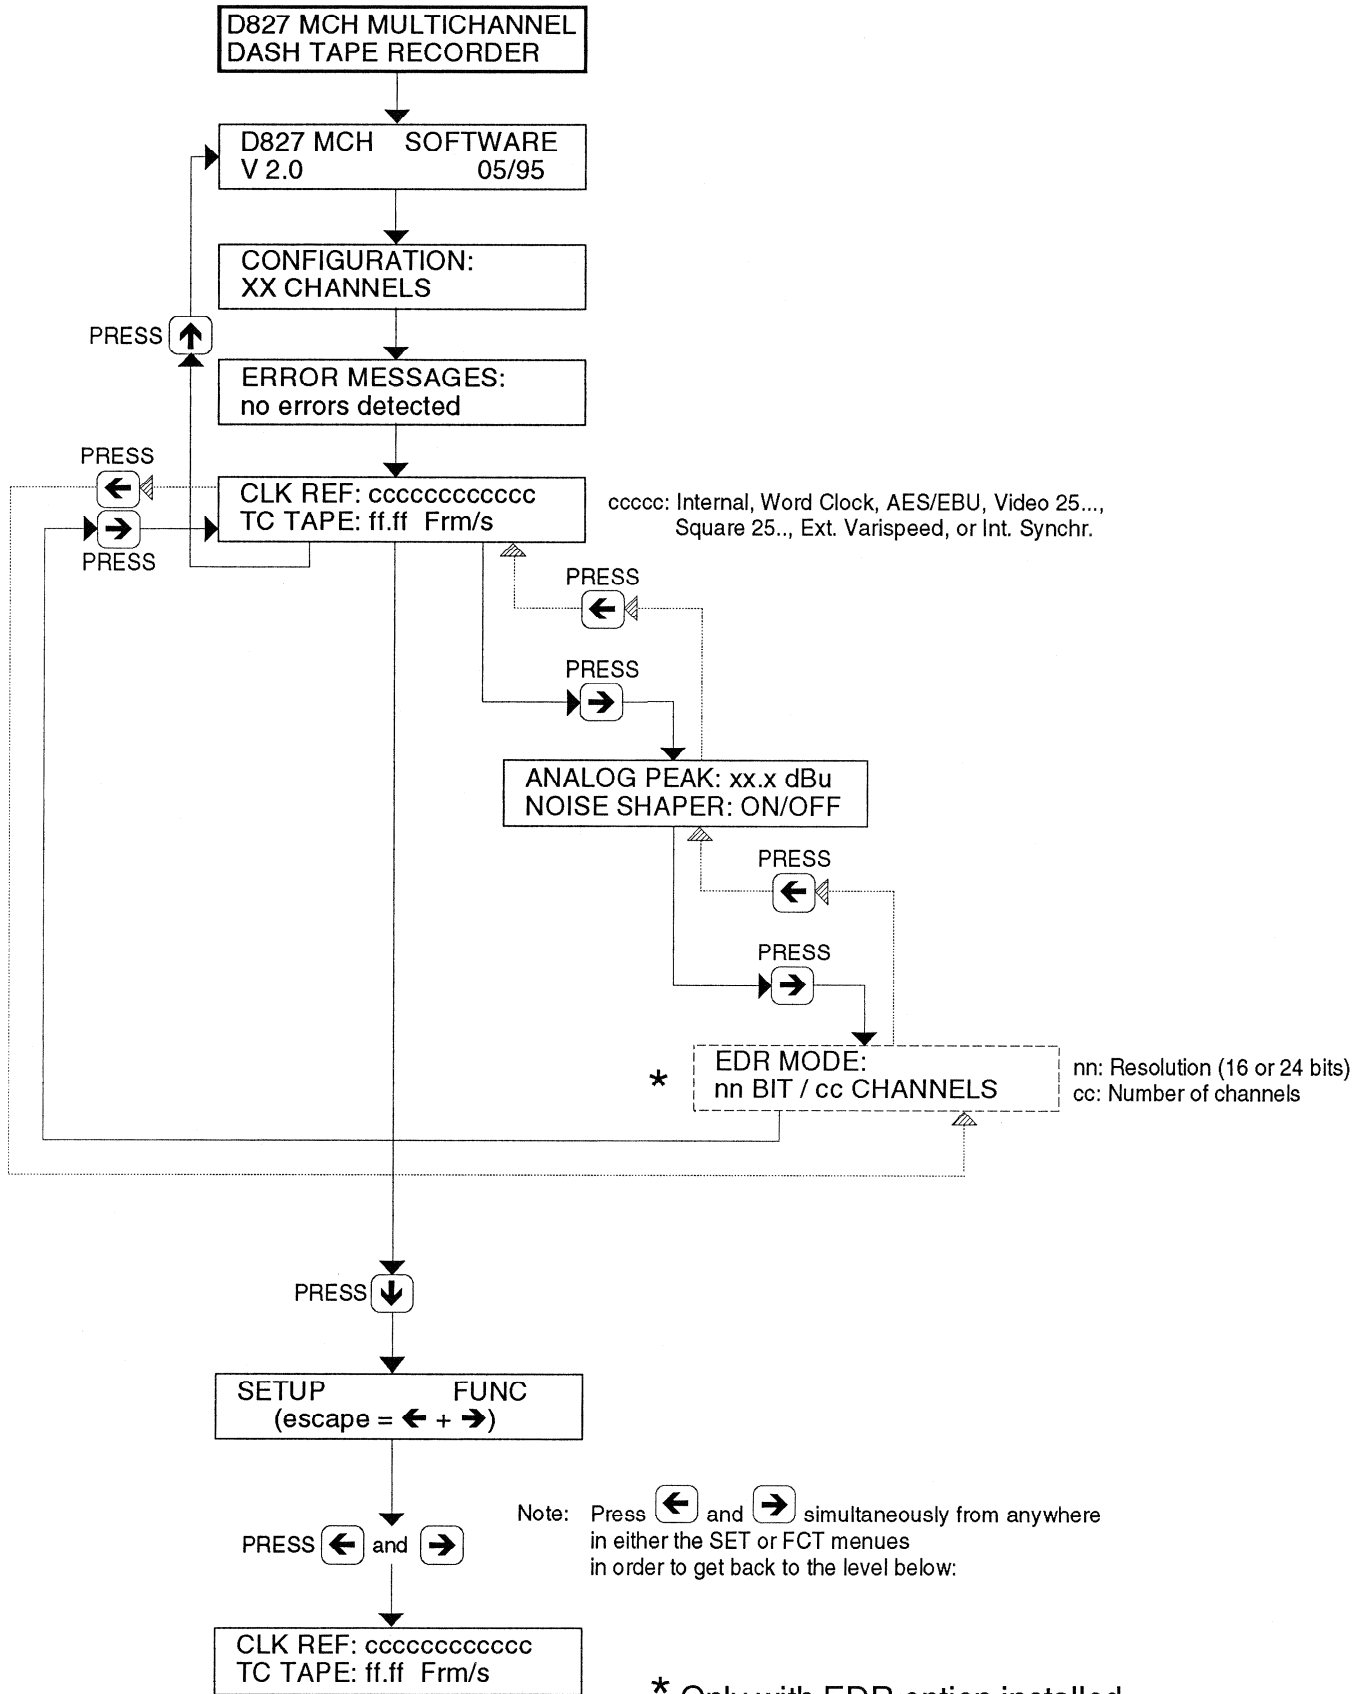 D827 MCH MULTICHANNEL
DASH TAPE RECORDER
D827 MCH SOFTWARE
V 2.0 05/95
CONFIGURATION:
XX CHANNELS
PRESS
ERROR MESSAGES:
no errors detected
PRESS
CLK REF: cccccccccccc
TC TAPE: ff.ff Frm/s
PRESS
ccccc: Internal, Word Clock, AES/EBU, Video 25...,
Square 25.., Ext. Varispeed, or Int. Synchr.
PRESS
PRESS
ANALOG PEAK: xx.x dBu
NOISE SHAPER: ON/OFF
PRESS
PRESS
*
EDR MODE:
nn BIT / cc CHANNELS
nn: Resolution (16 or 24 bits)
cc: Number of channels
PRESS
SETUP FUNC
(escape = ← + →)
Note: Press ← and → simultaneously from anywhere
in either the SET or FCT menues
in order to get back to the level below:
PRESS ← and →
CLK REF: cccccccccccc
TC TAPE: ff.ff Frm/s
* Only with EDR option installed